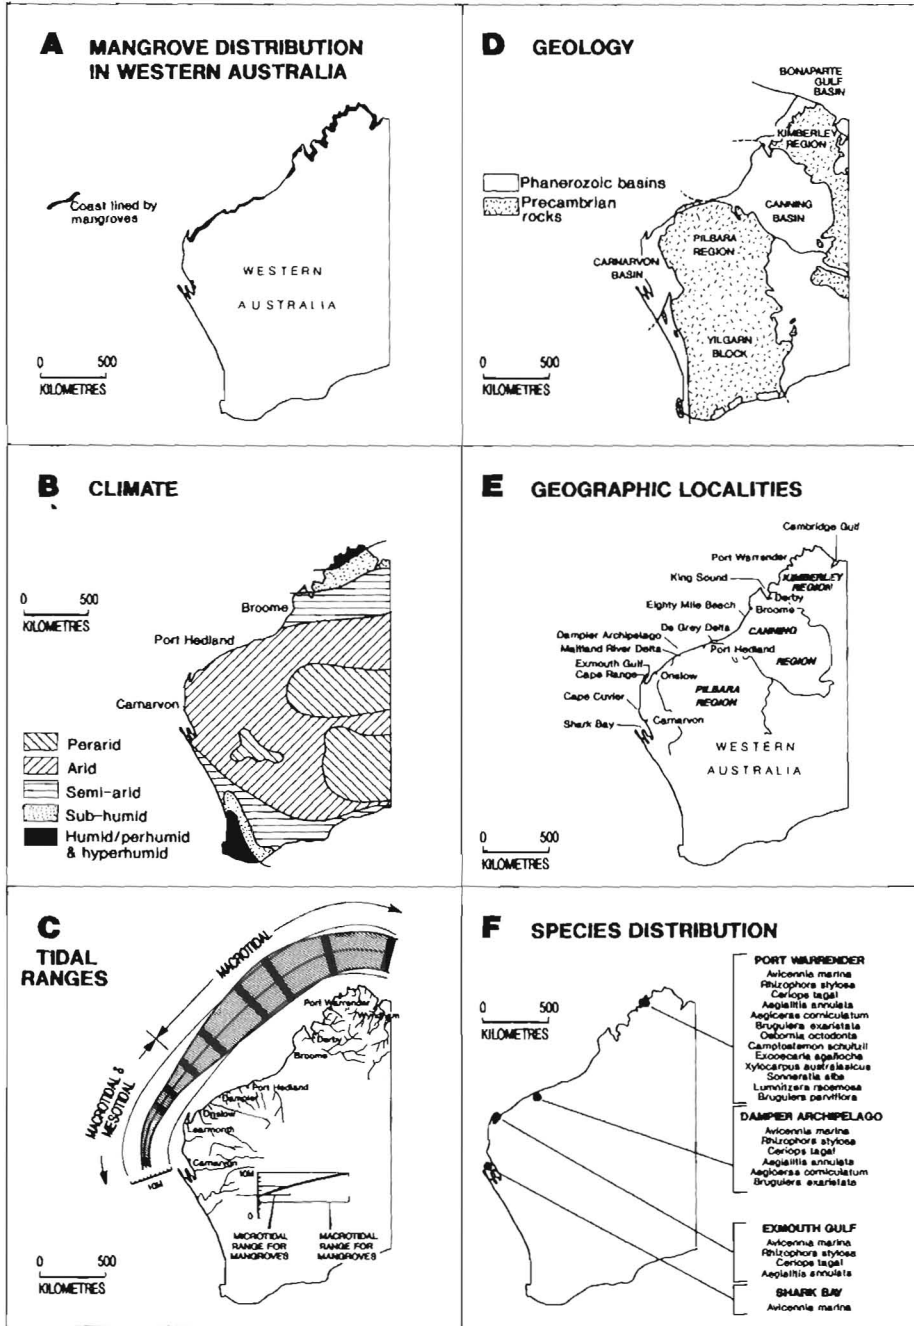 A MANGROVE DISTRIBUTION
IN WESTERN AUSTRALIA
Coast lined by
mangroves
WESTERN
AUSTRALIA
0 500
KILOMETRES
B CLIMATE
0 500
KILOMETRES
Broome
Port Hedland
Carnarvon
Perarid
Arid
Semi-arid
Sub-humid
Humid/perhumid
& hyperhumid
C
TIDAL
RANGES
MACROTIDAL
MACROTIDAL &
MESOTIDAL
10M
Port Warrender
Wyndham
Derby
Broome
Port Hedland
Dampier
Onslow
Learmonth
Carnarvon
10M
0
MICROTIDAL
RANGE FOR
MANGROVES
MACROTIDAL
RANGE FOR
MANGROVES
0 500
KILOMETRES
D GEOLOGY
BONAPARTE
GULF
BASIN
KIMBERLEY
REGION
Phanerozoic basins
Precambrian
rocks
CANNING
BASIN
PILBARA
REGION
CARNARVON
BASIN
YILGARN
BLOCK
0 500
KILOMETRES
E GEOGRAPHIC LOCALITIES
Cambridge Gulf
Port Warrender
KIMBERLEY
REGION
King Sound
Derby
Eighty Mile Beach
Broome
De Grey Delta
CANNING
REGION
Dampier Archipelago
Maitland River Delta
Port Hedland
Exmouth Gulf
Cape Range
Onslow
PILBARA
REGION
Cape Cuvier
Shark Bay
Carnarvon
WESTERN
AUSTRALIA
0 500
KILOMETRES
F SPECIES DISTRIBUTION
0 500
KILOMETRES
PORT WARRENDER
Avicennia marina
Rhizophora stylosa
Ceriops tagal
Aegialitis annulata
Aegiceras corniculatum
Bruguiera exaristata
Osbornia octodonta
Camptostemon schultzii
Excoecaria agallocha
Xylocarpus australasicus
Sonneratia alba
Lumnitzera racemosa
Bruguiera parviflora
DAMPIER ARCHIPELAGO
Avicennia marina
Rhizophora stylosa
Ceriops tagal
Aegialitis annulata
Aegiceras corniculatum
Bruguiera exaristata
EXMOUTH GULF
Avicennia marina
Rhizophora stylosa
Ceriops tagal
Aegialitis annulata
SHARK BAY
Avicennia marina